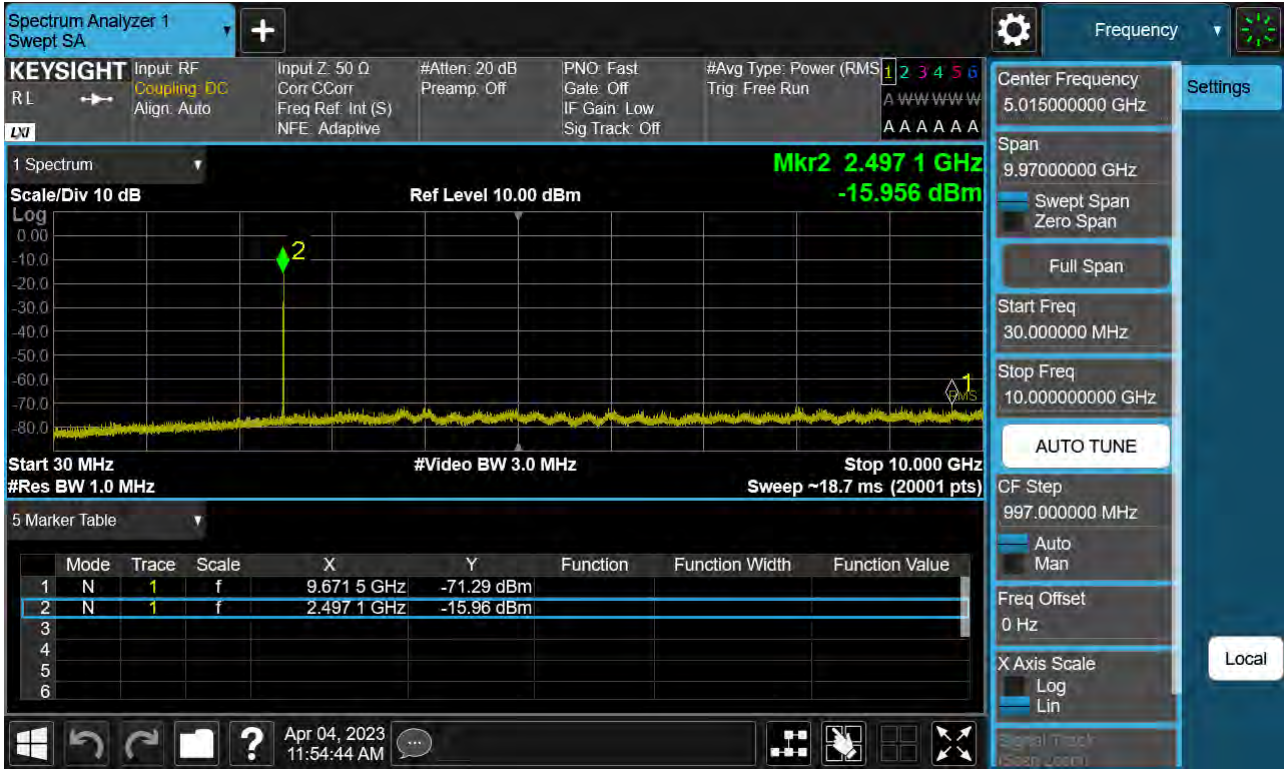 Spectrum Analyzer 1
Swept SA
Frequency
KEYSIGHT
RL
LXI
Input: RF
Coupling: DC
Align: Auto
Input Z: 50 Ω
Corr CCorr
Freq Ref: Int (S)
NFE: Adaptive
#Atten: 20 dB
Preamp: Off
PNO: Fast
Gate: Off
IF Gain: Low
Sig Track: Off
#Avg Type: Power (RMS
Trig: Free Run
1 2 3 4 5 6
A W W W W W
A A A A A A
1 Spectrum
Mkr2 2.497 1 GHz
-15.956 dBm
Scale/Div 10 dB
Ref Level 10.00 dBm
Log
0.00
-10.0
-20.0
-30.0
-40.0
-50.0
-60.0
-70.0
-80.0
2
1
RMS
Start 30 MHz
#Video BW 3.0 MHz
Stop 10.000 GHz
#Res BW 1.0 MHz
Sweep ~18.7 ms (20001 pts)
5 Marker Table
Mode Trace Scale X Y Function Function Width Function Value
1 N 1 f 9.671 5 GHz -71.29 dBm
2 N 1 f 2.497 1 GHz -15.96 dBm
3
4
5
6
Apr 04, 2023
11:54:44 AM
Center Frequency
5.015000000 GHz
Span
9.97000000 GHz
Swept Span
Zero Span
Full Span
Start Freq
30.000000 MHz
Stop Freq
10.000000000 GHz
AUTO TUNE
CF Step
997.000000 MHz
Auto
Man
Freq Offset
0 Hz
X Axis Scale
Log
Lin
Signal Track
(Span Zoom)
Settings
Local